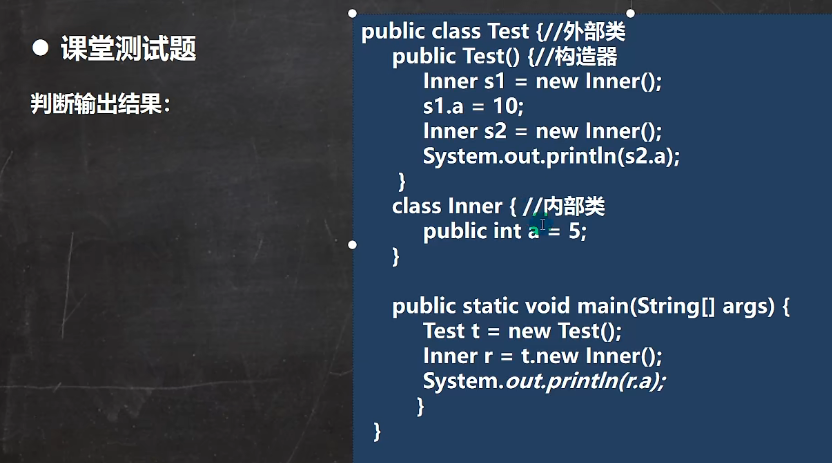 ● 课堂测试题
判断输出结果：
public class Test {//外部类
public Test() {//构造器
Inner s1 = new Inner();
s1.a = 10;
Inner s2 = new Inner();
System.out.println(s2.a);
}
class Inner { //内部类
public int a = 5;
}
public static void main(String[] args) {
Test t = new Test();
Inner r = t.new Inner();
System.out.println(r.a);
}
}